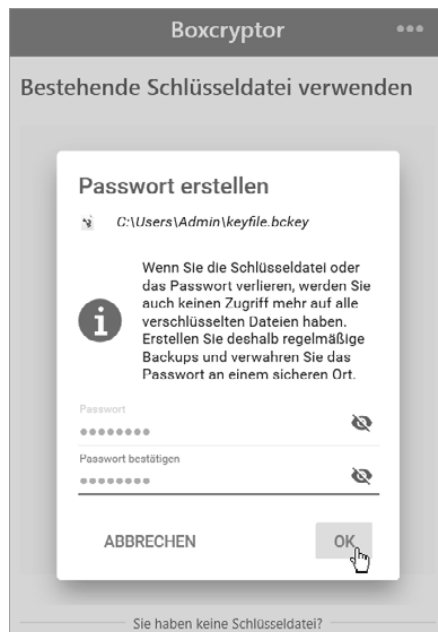 Boxcryptor
Bestehende Schlüsseldatei verwenden
Passwort erstellen
C:\Users\Admin\keyfile.bckey
Wenn Sie die Schlüsseldatei oder
das Passwort verlieren, werden Sie
auch keinen Zugriff mehr auf alle
verschlüsselten Dateien haben.
Erstellen Sie deshalb regelmäßige
Backups und verwahren Sie das
Passwort an einem sicheren Ort.
Passwort
Passwort bestätigen
ABBRECHEN OK
Sie haben keine Schlüsseldatei?